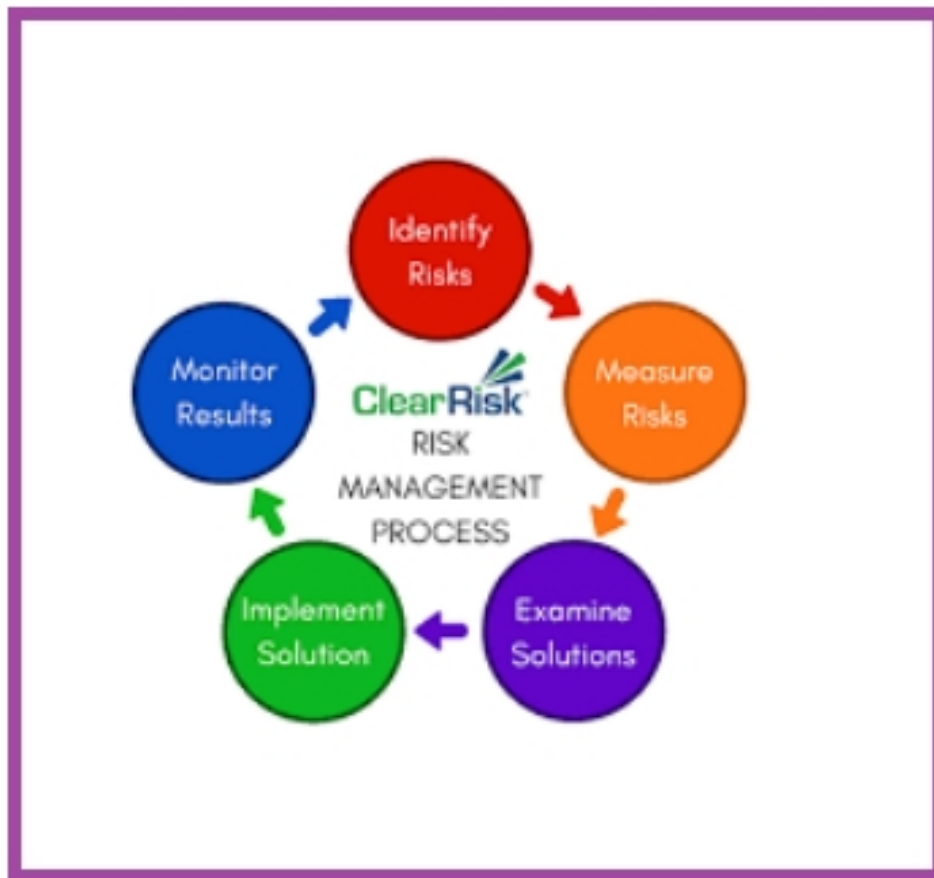 Identify
Risks
Measure
Risks
Examine
Solutions
Implement
Solution
Monitor
Results
ClearRisk
RISK
MANAGEMENT
PROCESS